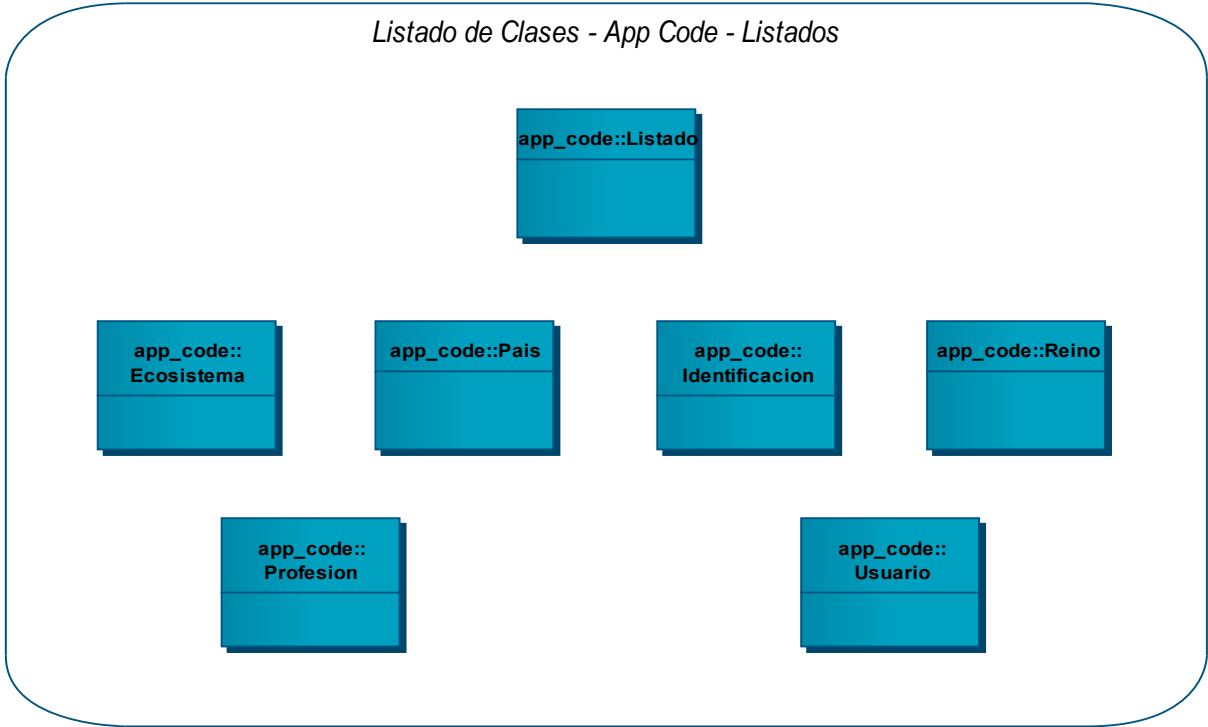 Listado de Clases - App Code - Listados
app_code::Listado
app_code::
Ecosistema
app_code::Pais
app_code::
Identificacion
app_code::Reino
app_code::
Profesion
app_code::
Usuario